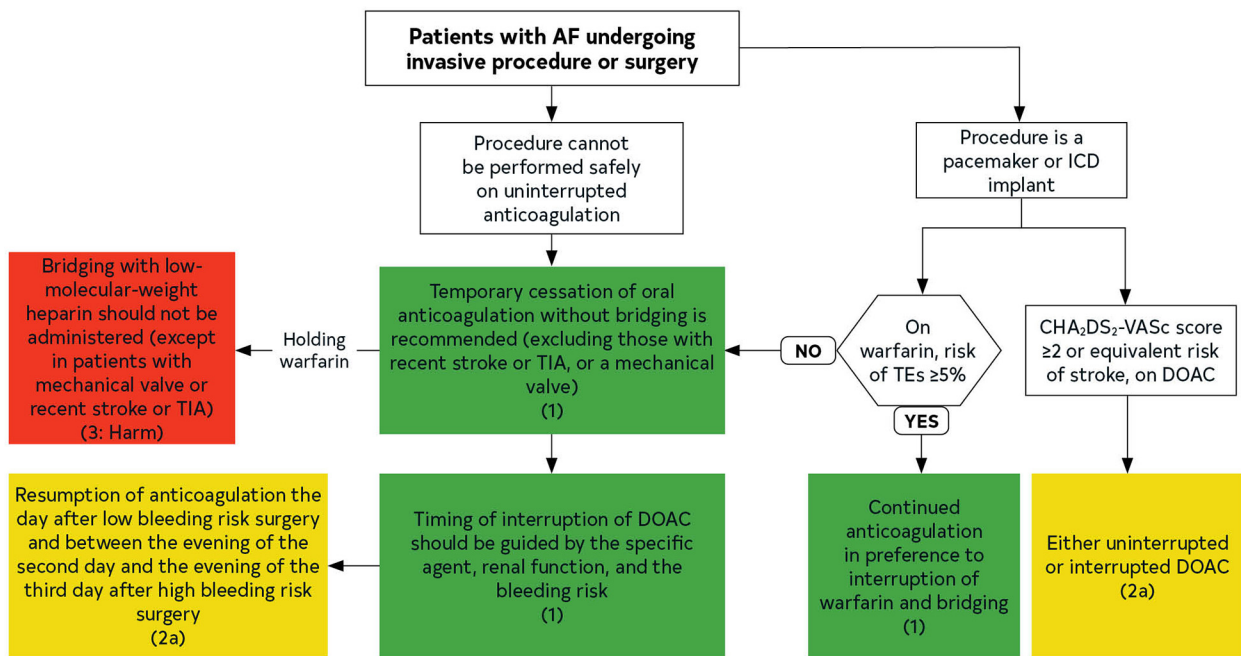 Patients with AF undergoing
invasive procedure or surgery
Procedure cannot
be performed safely
on uninterrupted
anticoagulation
Procedure is a
pacemaker or ICD
implant
Bridging with low-
molecular-weight
heparin should not be
administered (except
in patients with
mechanical valve or
recent stroke or TIA)
(3: Harm)
Holding
warfarin
Temporary cessation of oral
anticoagulation without bridging is
recommended (excluding those with
recent stroke or TIA, or a mechanical
valve)
(1)
NO
On
warfarin, risk
of TEs ≥5%
YES
CHA₂DS₂-VASc score
≥2 or equivalent risk
of stroke, on DOAC
Resumption of anticoagulation the
day after low bleeding risk surgery
and between the evening of the
second day and the evening of the
third day after high bleeding risk
surgery
(2a)
Timing of interruption of DOAC
should be guided by the specific
agent, renal function, and the
bleeding risk
(1)
Continued
anticoagulation
in preference to
interruption of
warfarin and bridging
(1)
Either uninterrupted
or interrupted DOAC
(2a)